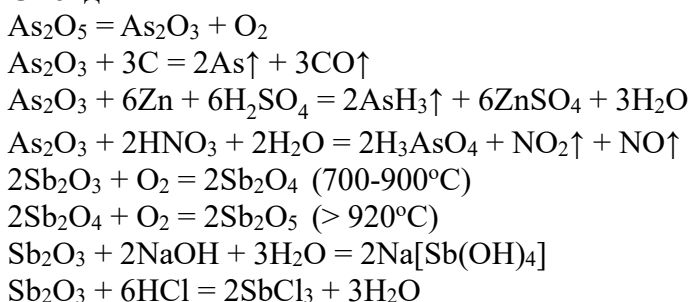 As₂O₅ = As₂O₃ + O₂
As₂O₃ + 3C = 2As↑ + 3CO↑
As₂O₃ + 6Zn + 6H₂SO₄ = 2AsH₃↑ + 6ZnSO₄ + 3H₂O
As₂O₃ + 2HNO₃ + 2H₂O = 2H₃AsO₄ + NO₂↑ + NO↑
2Sb₂O₃ + O₂ = 2Sb₂O₄ (700-900°C)
2Sb₂O₄ + O₂ = 2Sb₂O₅ (> 920°C)
Sb₂O₃ + 2NaOH + 3H₂O = 2Na[Sb(OH)₄]
Sb₂O₃ + 6HCl = 2SbCl₃ + 3H₂O